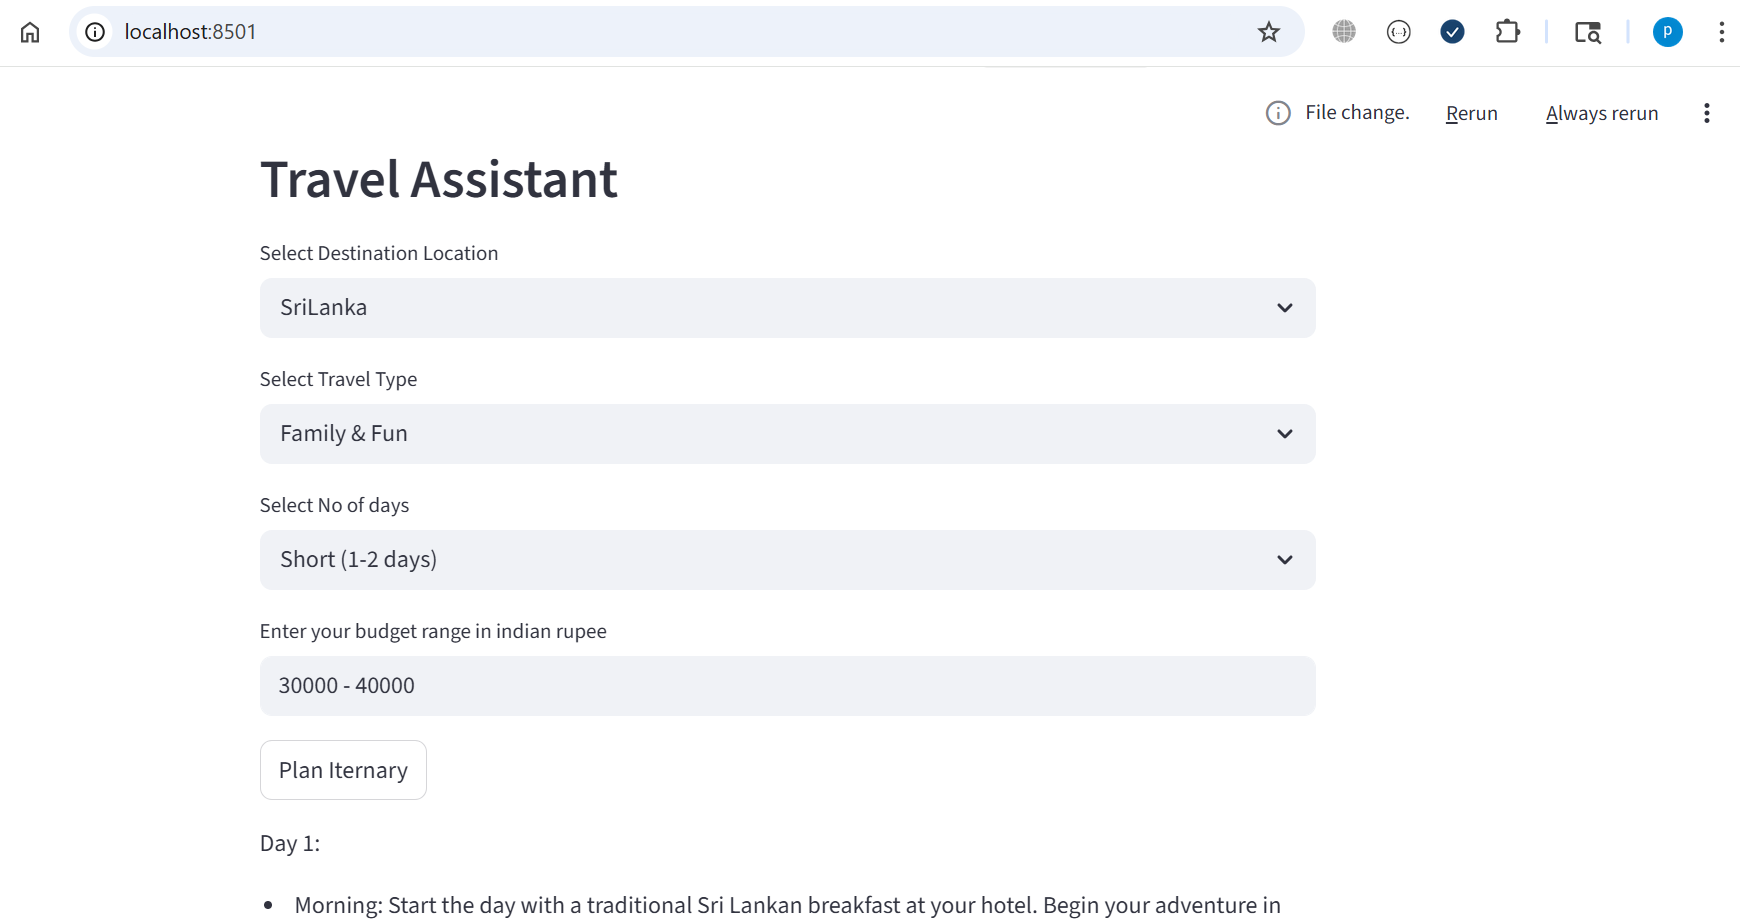 localhost:8501
{...}
p
File change. Rerun Always rerun
Travel Assistant
Select Destination Location
SriLanka
Select Travel Type
Family & Fun
Select No of days
Short (1-2 days)
Enter your budget range in indian rupee
30000 - 40000
Plan Iternary
Day 1:
• Morning: Start the day with a traditional Sri Lankan breakfast at your hotel. Begin your adventure in